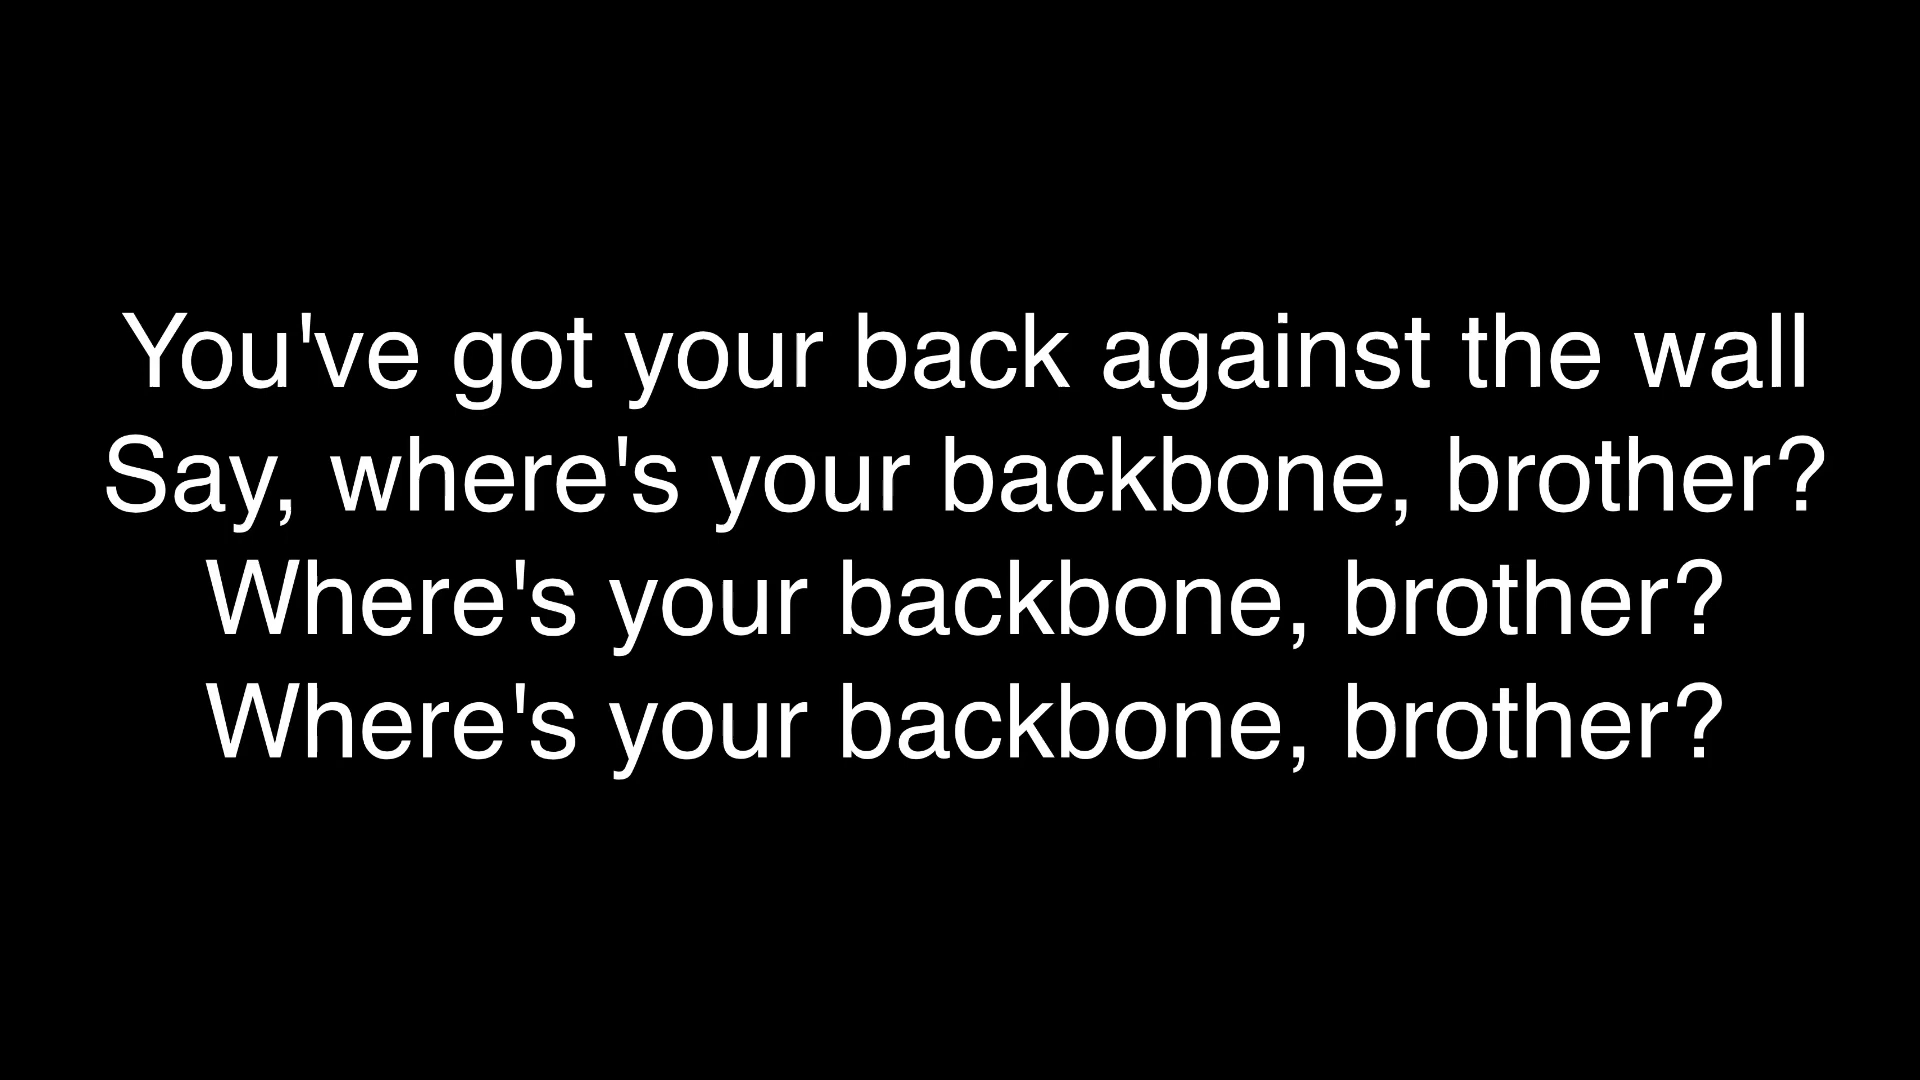 You've got your back against the wall
Say, where's your backbone, brother?
Where's your backbone, brother?
Where's your backbone, brother?